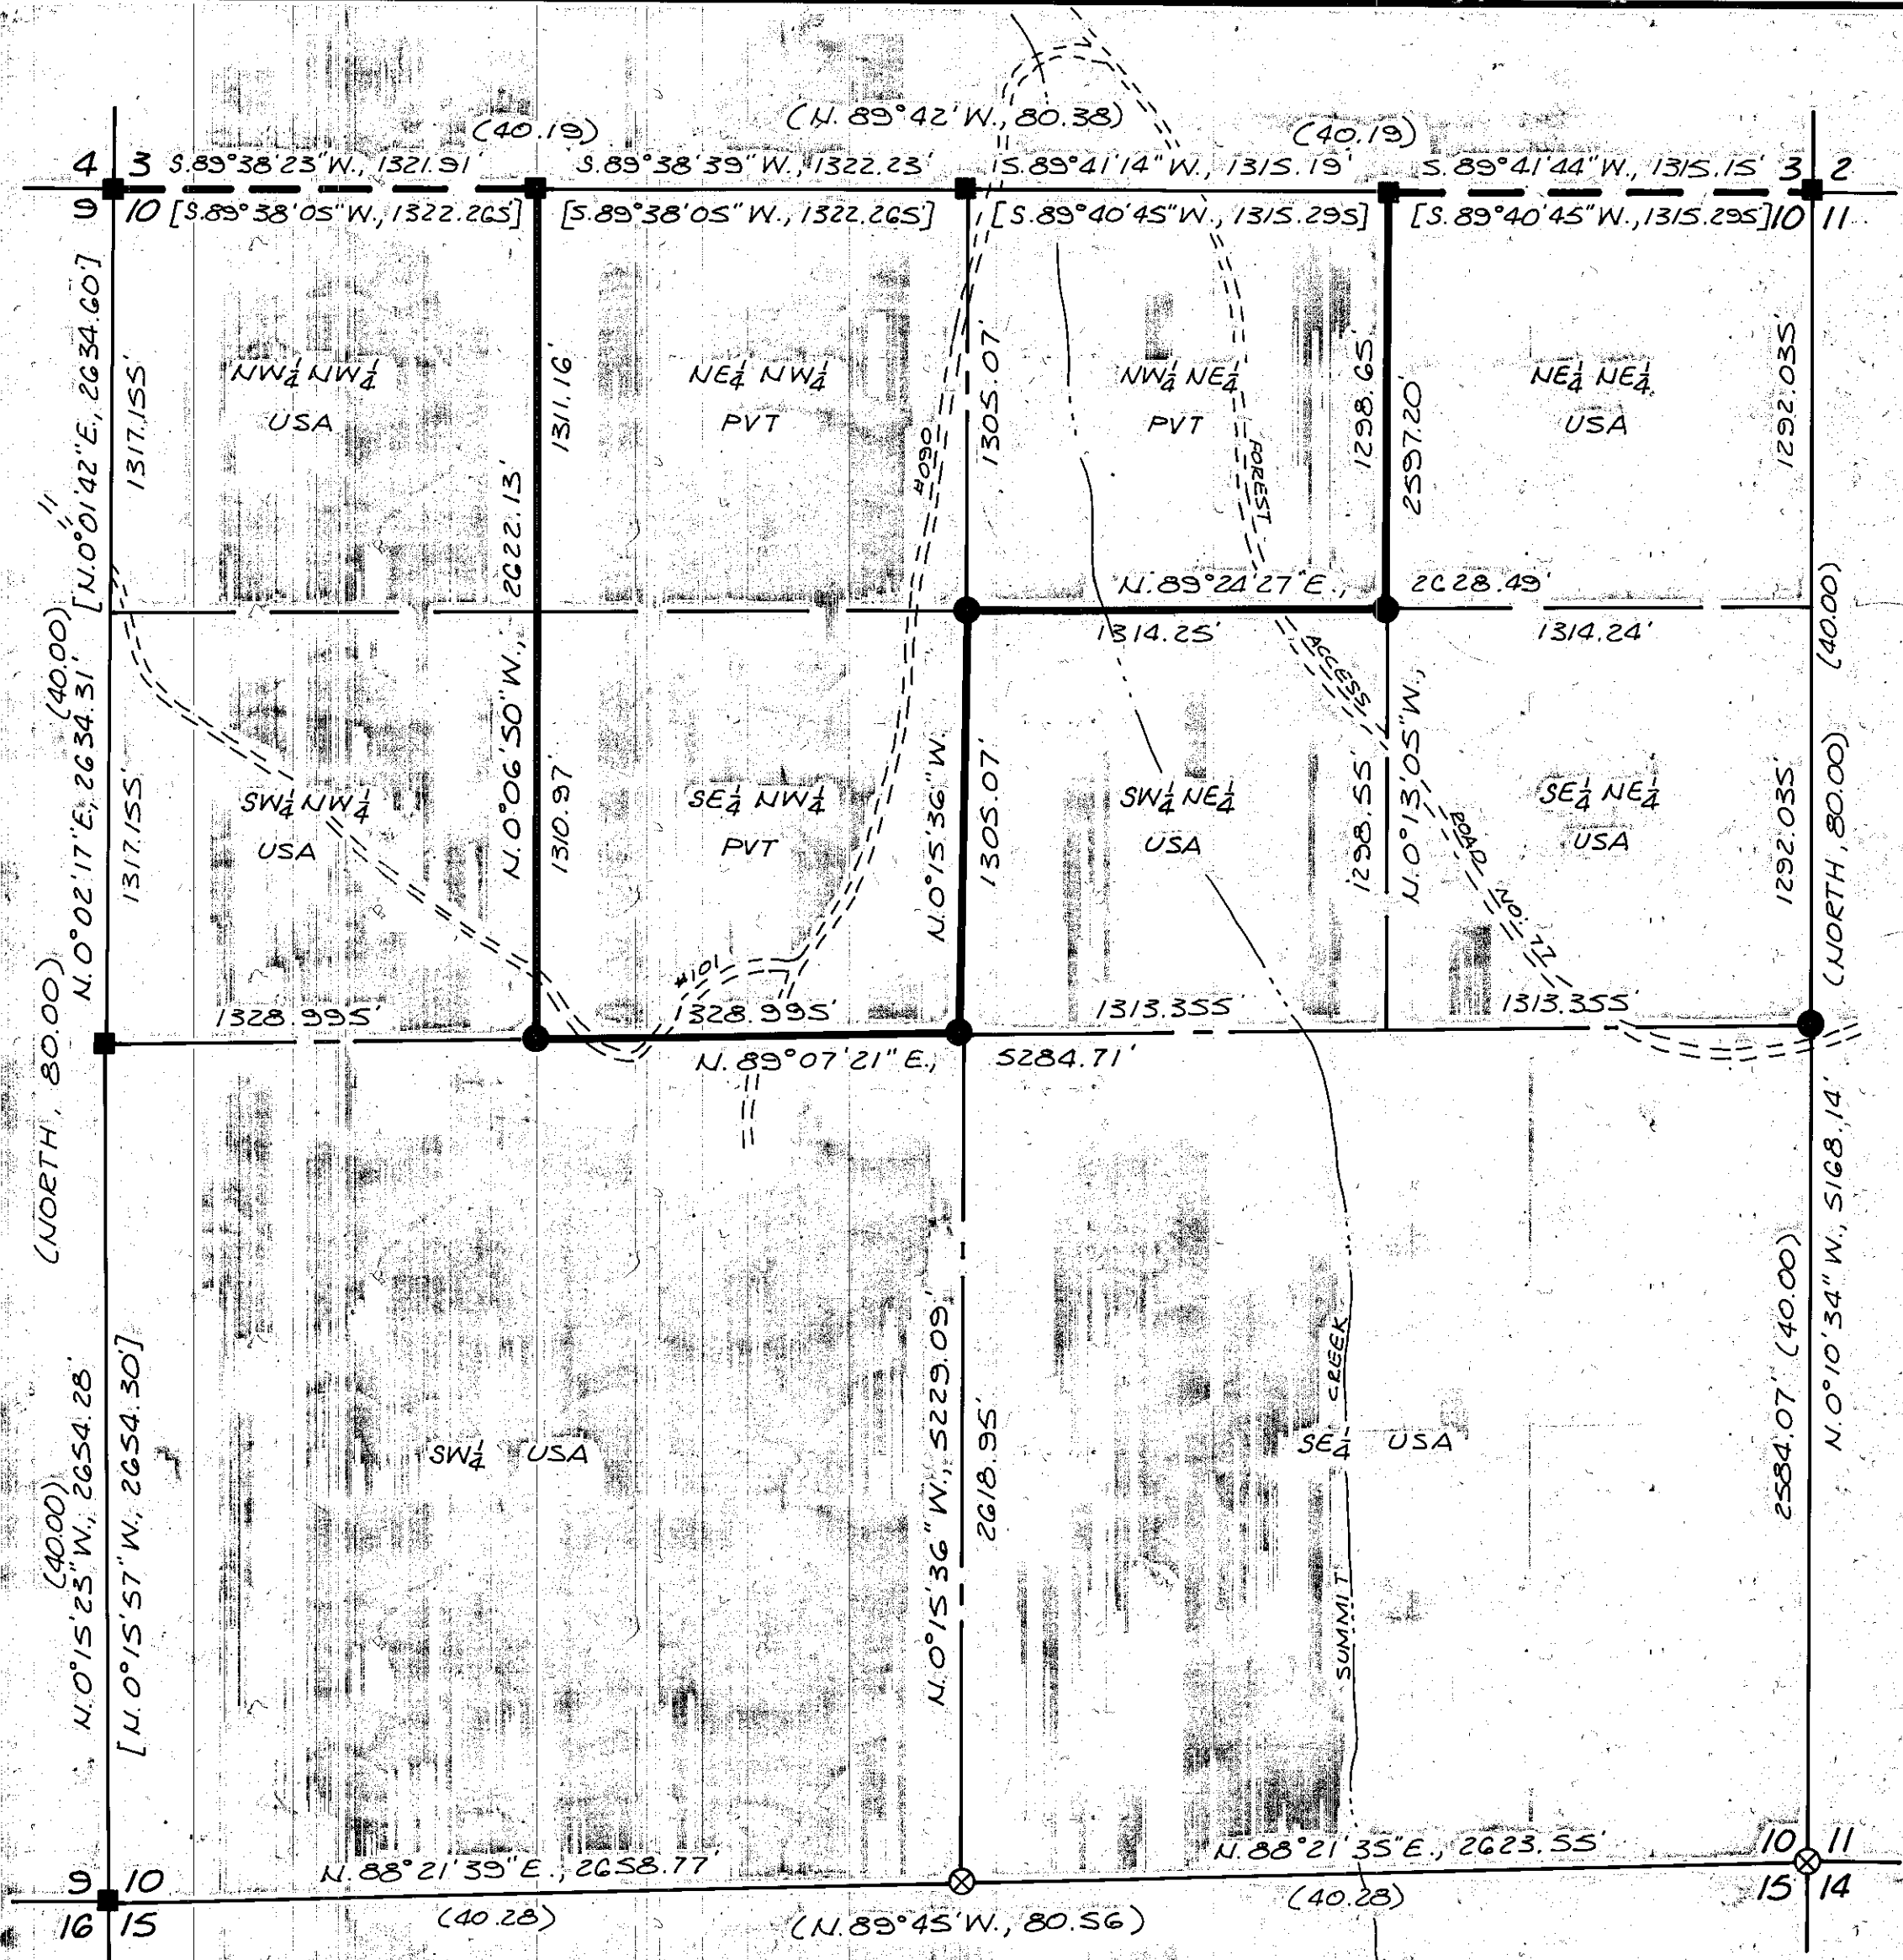 (N. 89°42' W., 80.38)
(40.19)
(40.19)
4 3 S. 89°38'23" W., 1321.91'
S. 89°38'39" W., 1322.23'
S. 89°41'14" W., 1315.19'
S. 89°41'44" W., 1315.15' 3 2
9 10 [S. 89°38'05" W., 1322.265]
[S. 89°38'05" W., 1322.265]
[S. 89°40'45" W., 1315.295]
[S. 89°40'45" W., 1315.295] 10 11
[N. 0°01'42" E., 2634.60']
1317.155'
NW¼ NW¼
USA
1311.16'
NE¼ NW¼
PVT
#090
1305.07'
NW¼ NE¼
PVT
FOREST
1298.65'
2597.20'
NE¼ NE¼
USA
1292.035'
N. 0°06'50" W., 2622.13'
N. 89°24'27" E., 2628.49'
1314.25'
1314.24'
(40.00)
(40.00)
N. 0°02'17" E., 2634.31'
1317.155'
SW¼ NW¼
USA
1310.97'
SE¼ NW¼
PVT
N. 0°15'36" W.
1305.07'
SW¼ NE¼
USA
ACCESS
1298.55'
N. 0°13'05" W.,
ROAD
NO. 22
SE¼ NE¼
USA
1292.035'
(NORTH, 80.00)
(NORTH, 80.00)
#101
1328.995'
1328.995'
1313.355'
1313.355'
N. 89°07'21" E., 5284.71'
(40.00)
N. 0°15'23" W., 2654.28'
[N. 0°15'57" W., 2654.30']
SW¼ USA
N. 0°15'36" W., 5229.09'
2618.95'
SUMMIT CREEK
SE¼ USA
2584.07' (40.00)
N. 0°10'34" W., 5168.14'
9 10
N. 88°21'39" E., 2658.77'
N. 88°21'35" E., 2623.55'
10 11
16 15
(40.28)
(N. 89°45' W., 80.56)
(40.28)
15 14